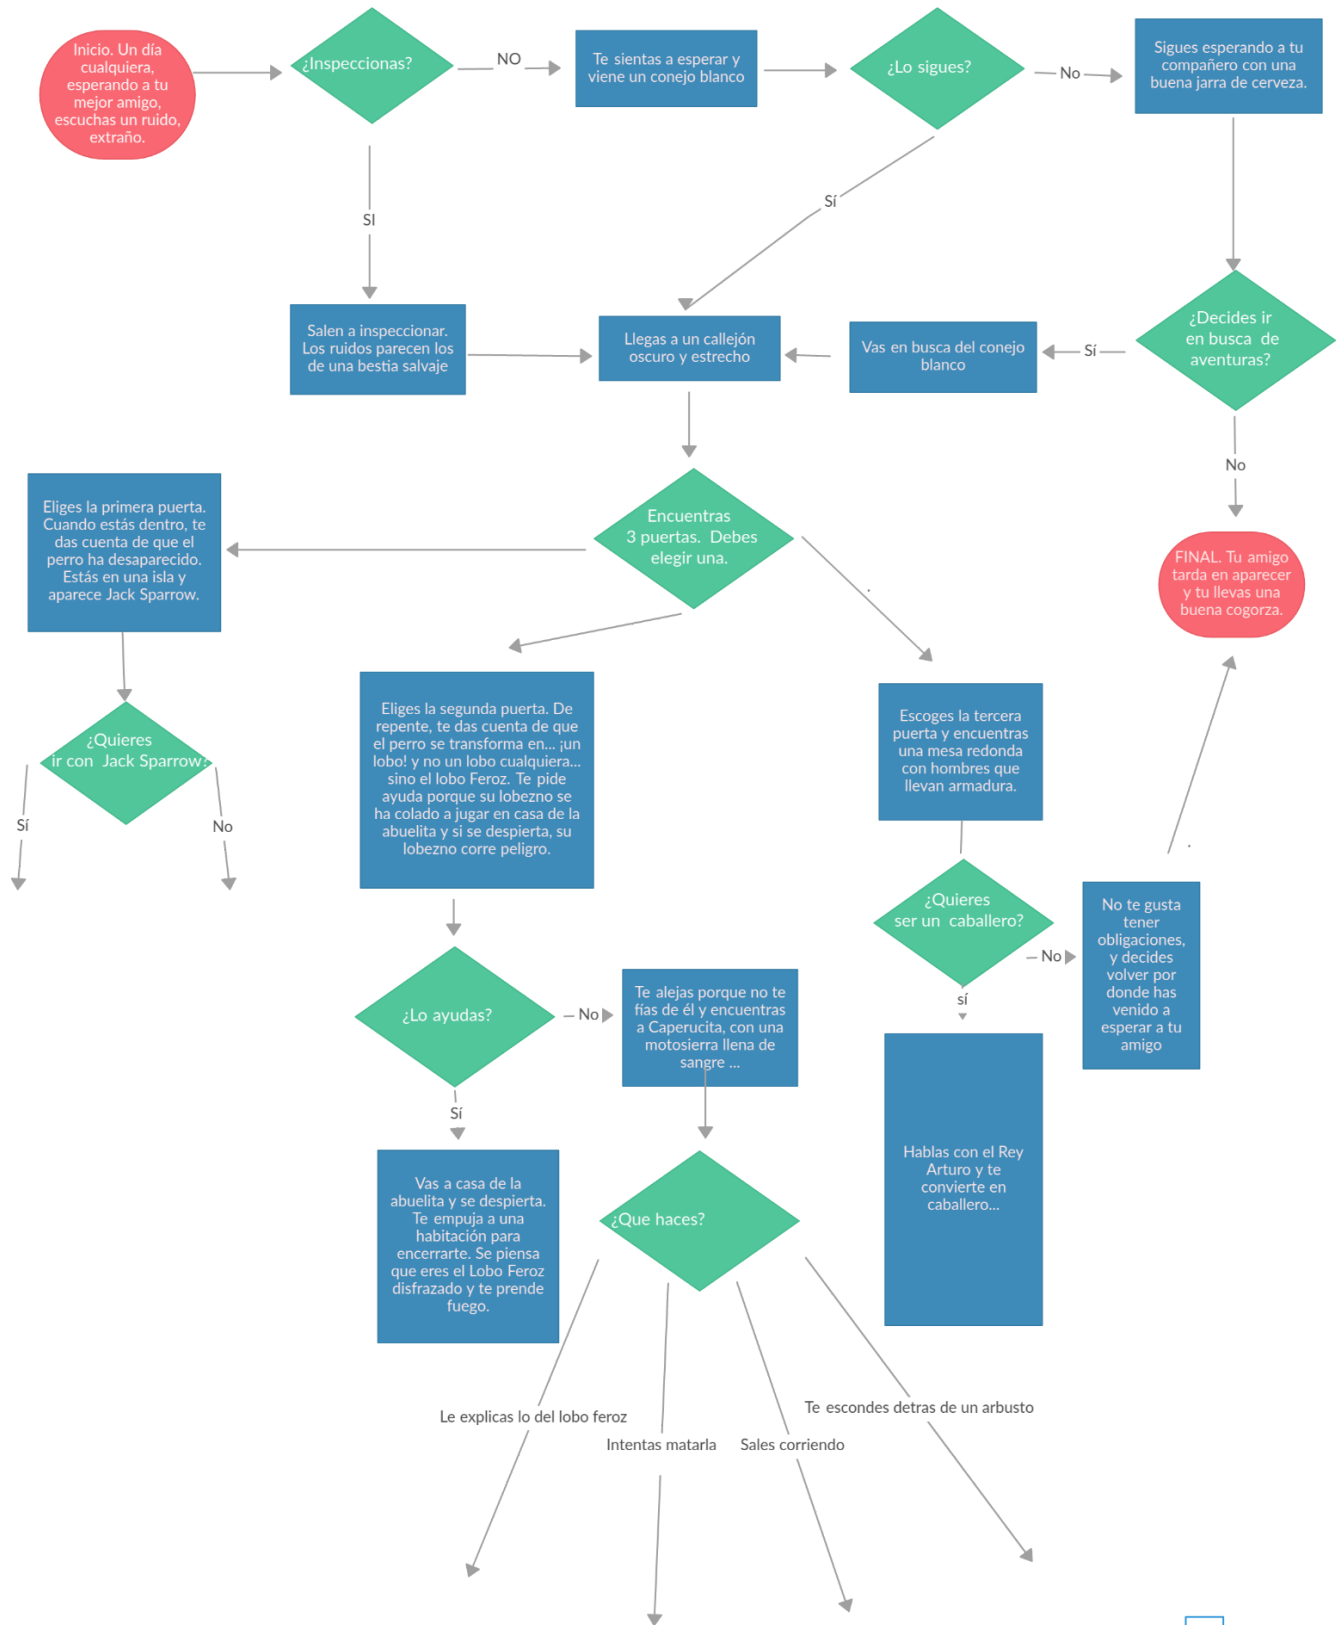 Inicio. Un día
cualquiera,
esperando a tu
mejor amigo,
escuchas un ruido,
extraño.
¿Inspeccionas?
NO
Te sientas a esperar y
viene un conejo blanco
¿Lo sigues?
No
Sigues esperando a tu
compañero con una
buena jarra de cerveza.
SI
Sí
Salen a inspeccionar.
Los ruidos parecen los
de una bestia salvaje
Llegas a un callejón
oscuro y estrecho
Vas en busca del conejo
blanco
Sí
¿Decides ir
en busca de
aventuras?
No
Eliges la primera puerta.
Cuando estás dentro, te
das cuenta de que el
perro ha desaparecido.
Estás en una isla y
aparece Jack Sparrow.
Encuentras
3 puertas. Debes
elegir una.
FINAL. Tu amigo
tarda en aparecer
y tu llevas una
buena cogorza.
¿Quieres
ir con Jack Sparrow?
Sí
No
Eliges la segunda puerta. De
repente, te das cuenta de que
el perro se transforma en... ¡un
lobo! y no un lobo cualquiera...
sino el lobo Feroz. Te pide
ayuda porque su lobezno se
ha colado a jugar en casa de la
abuelita y si se despierta, su
lobezno corre peligro.
Escoges la tercera
puerta y encuentras
una mesa redonda
con hombres que
llevan armadura.
¿Quieres
ser un caballero?
No
sí
No te gusta
tener
obligaciones,
y decides
volver por
donde has
venido a
esperar a tu
amigo
¿Lo ayudas?
No
Sí
Te alejas porque no te
fías de él y encuentras
a Caperucita, con una
motosierra llena de
sangre ...
Hablas con el Rey
Arturo y te
convierte en
caballero...
Vas a casa de la
abuelita y se despierta.
Te empuja a una
habitación para
encerrarte. Se piensa
que eres el Lobo Feroz
disfrazado y te prende
fuego.
¿Que haces?
Le explicas lo del lobo feroz
Intentas matarla
Sales corriendo
Te escondes detras de un arbusto